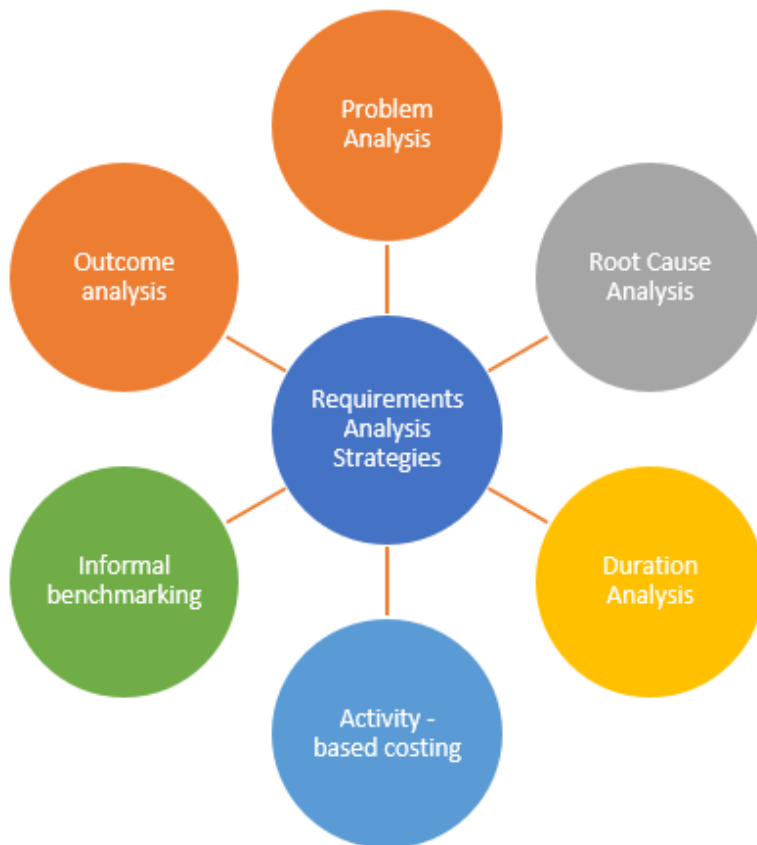 Problem
Analysis
Outcome
analysis
Root Cause
Analysis
Requirements
Analysis
Strategies
Informal
benchmarking
Duration
Analysis
Activity -
based costing